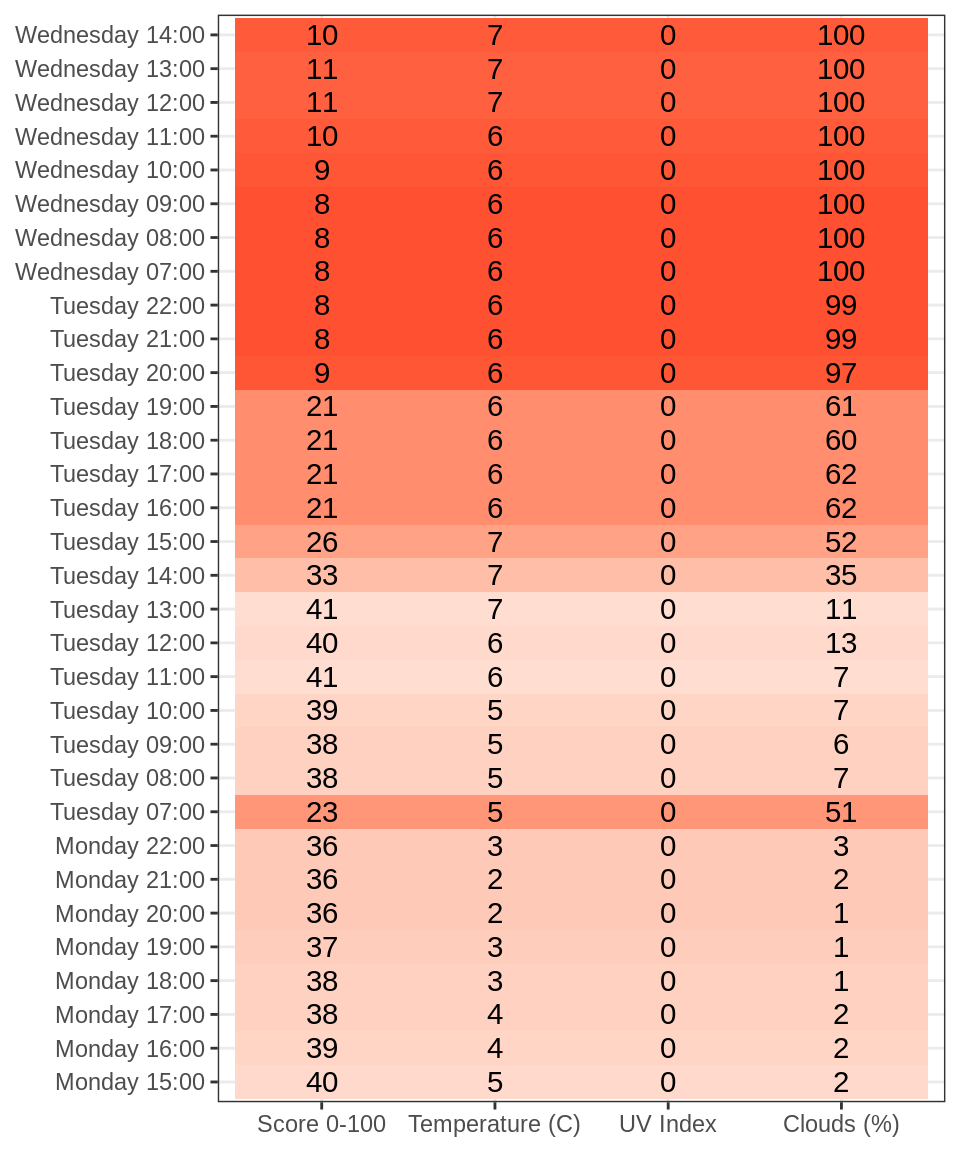 Wednesday 14:00 10 7 0 100
Wednesday 13:00 11 7 0 100
Wednesday 12:00 11 7 0 100
Wednesday 11:00 10 6 0 100
Wednesday 10:00 9 6 0 100
Wednesday 09:00 8 6 0 100
Wednesday 08:00 8 6 0 100
Wednesday 07:00 8 6 0 100
Tuesday 22:00 8 6 0 99
Tuesday 21:00 8 6 0 99
Tuesday 20:00 9 6 0 97
Tuesday 19:00 21 6 0 61
Tuesday 18:00 21 6 0 60
Tuesday 17:00 21 6 0 62
Tuesday 16:00 21 6 0 62
Tuesday 15:00 26 7 0 52
Tuesday 14:00 33 7 0 35
Tuesday 13:00 41 7 0 11
Tuesday 12:00 40 6 0 13
Tuesday 11:00 41 6 0 7
Tuesday 10:00 39 5 0 7
Tuesday 09:00 38 5 0 6
Tuesday 08:00 38 5 0 7
Tuesday 07:00 23 5 0 51
Monday 22:00 36 3 0 3
Monday 21:00 36 2 0 2
Monday 20:00 36 2 0 1
Monday 19:00 37 3 0 1
Monday 18:00 38 3 0 1
Monday 17:00 38 4 0 2
Monday 16:00 39 4 0 2
Monday 15:00 40 5 0 2
Score 0-100 Temperature (C) UV Index Clouds (%)